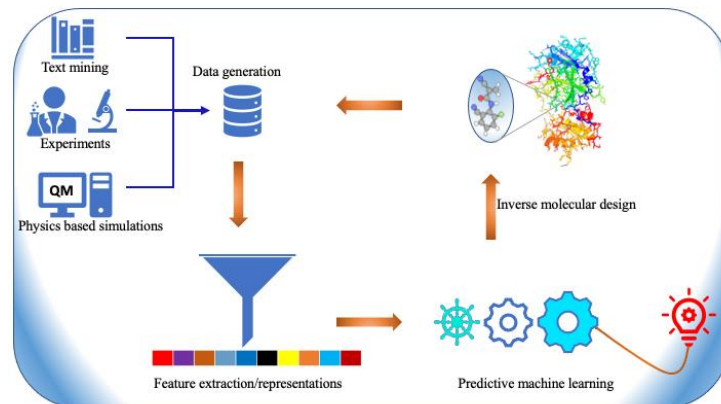 Text mining
Data generation
Experiments
QM
Physics based simulations
Inverse molecular design
Feature extraction/representations
Predictive machine learning